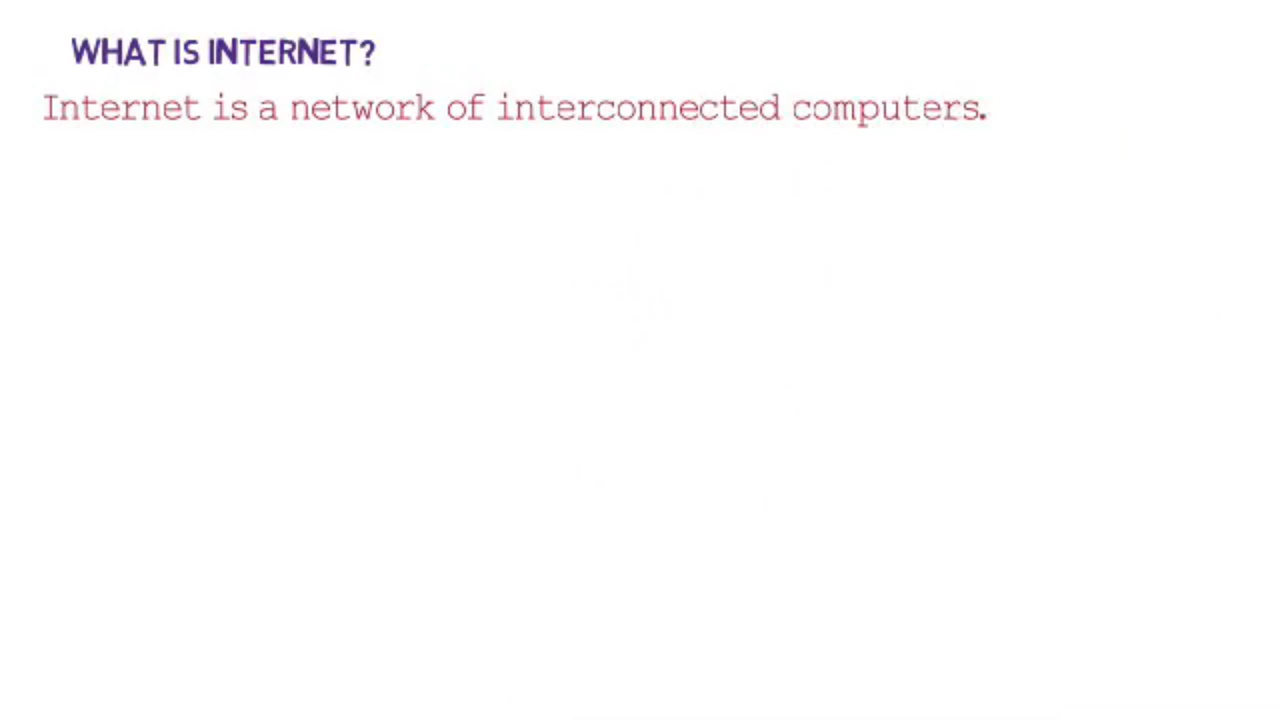 WHAT IS INTERNET?
Internet is a network of interconnected computers.